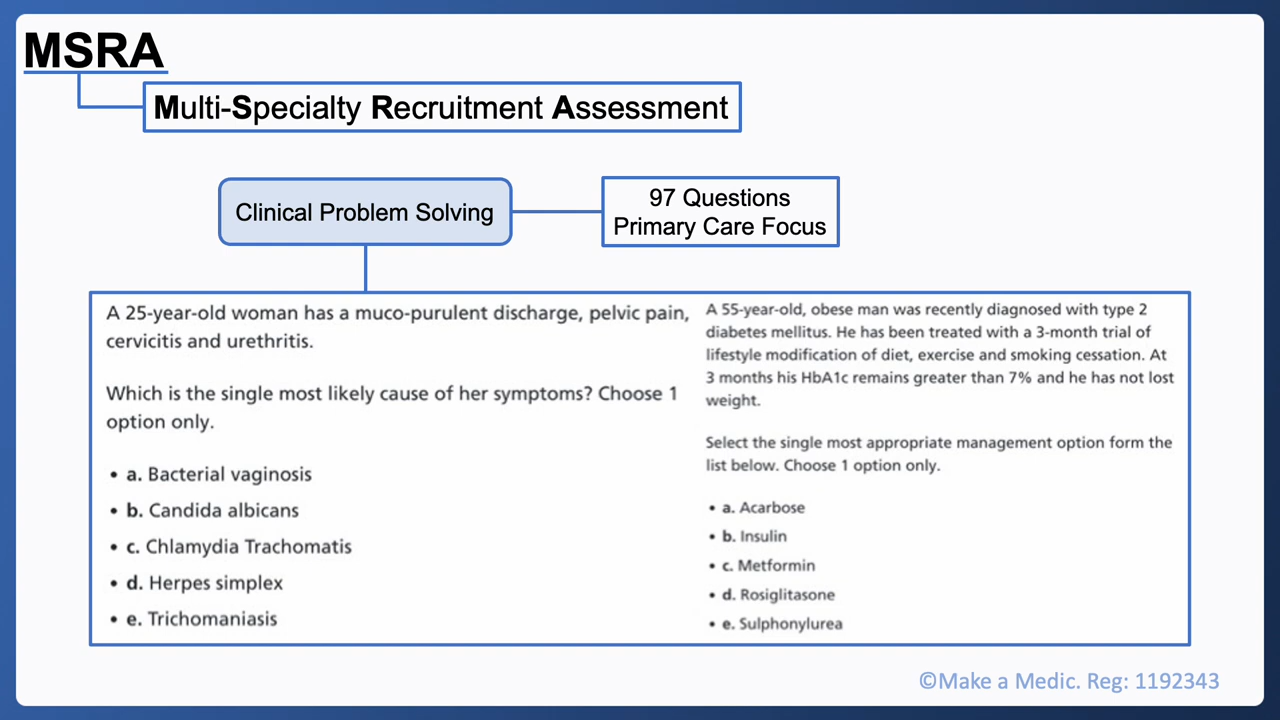 MSRA
Multi-Specialty Recruitment Assessment
Clinical Problem Solving
97 Questions
Primary Care Focus
A 25-year-old woman has a muco-purulent discharge, pelvic pain,
cervicitis and urethritis.
Which is the single most likely cause of her symptoms? Choose 1
option only.
• a. Bacterial vaginosis
• b. Candida albicans
• c. Chlamydia Trachomatis
• d. Herpes simplex
• e. Trichomaniasis
A 55-year-old, obese man was recently diagnosed with type 2
diabetes mellitus. He has been treated with a 3-month trial of
lifestyle modification of diet, exercise and smoking cessation. At
3 months his HbA1c remains greater than 7% and he has not lost
weight.
Select the single most appropriate management option form the
list below. Choose 1 option only.
• a. Acarbose
• b. Insulin
• c. Metformin
• d. Rosiglitasone
• e. Sulphonylurea
©Make a Medic. Reg: 1192343